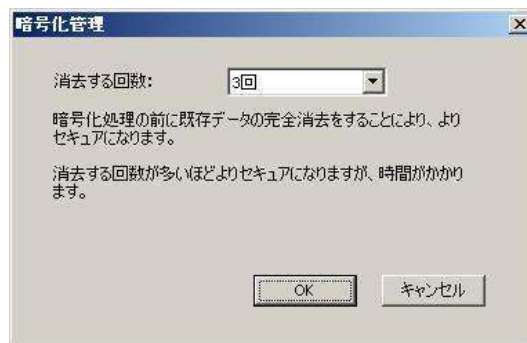 暗号化管理
消去する回数: 3回
暗号化処理の前に既存データの完全消去をすることにより、より
セキュアになります。
消去する回数が多いほどよりセキュアになりますが、時間がかかり
ます。
OK キャンセル